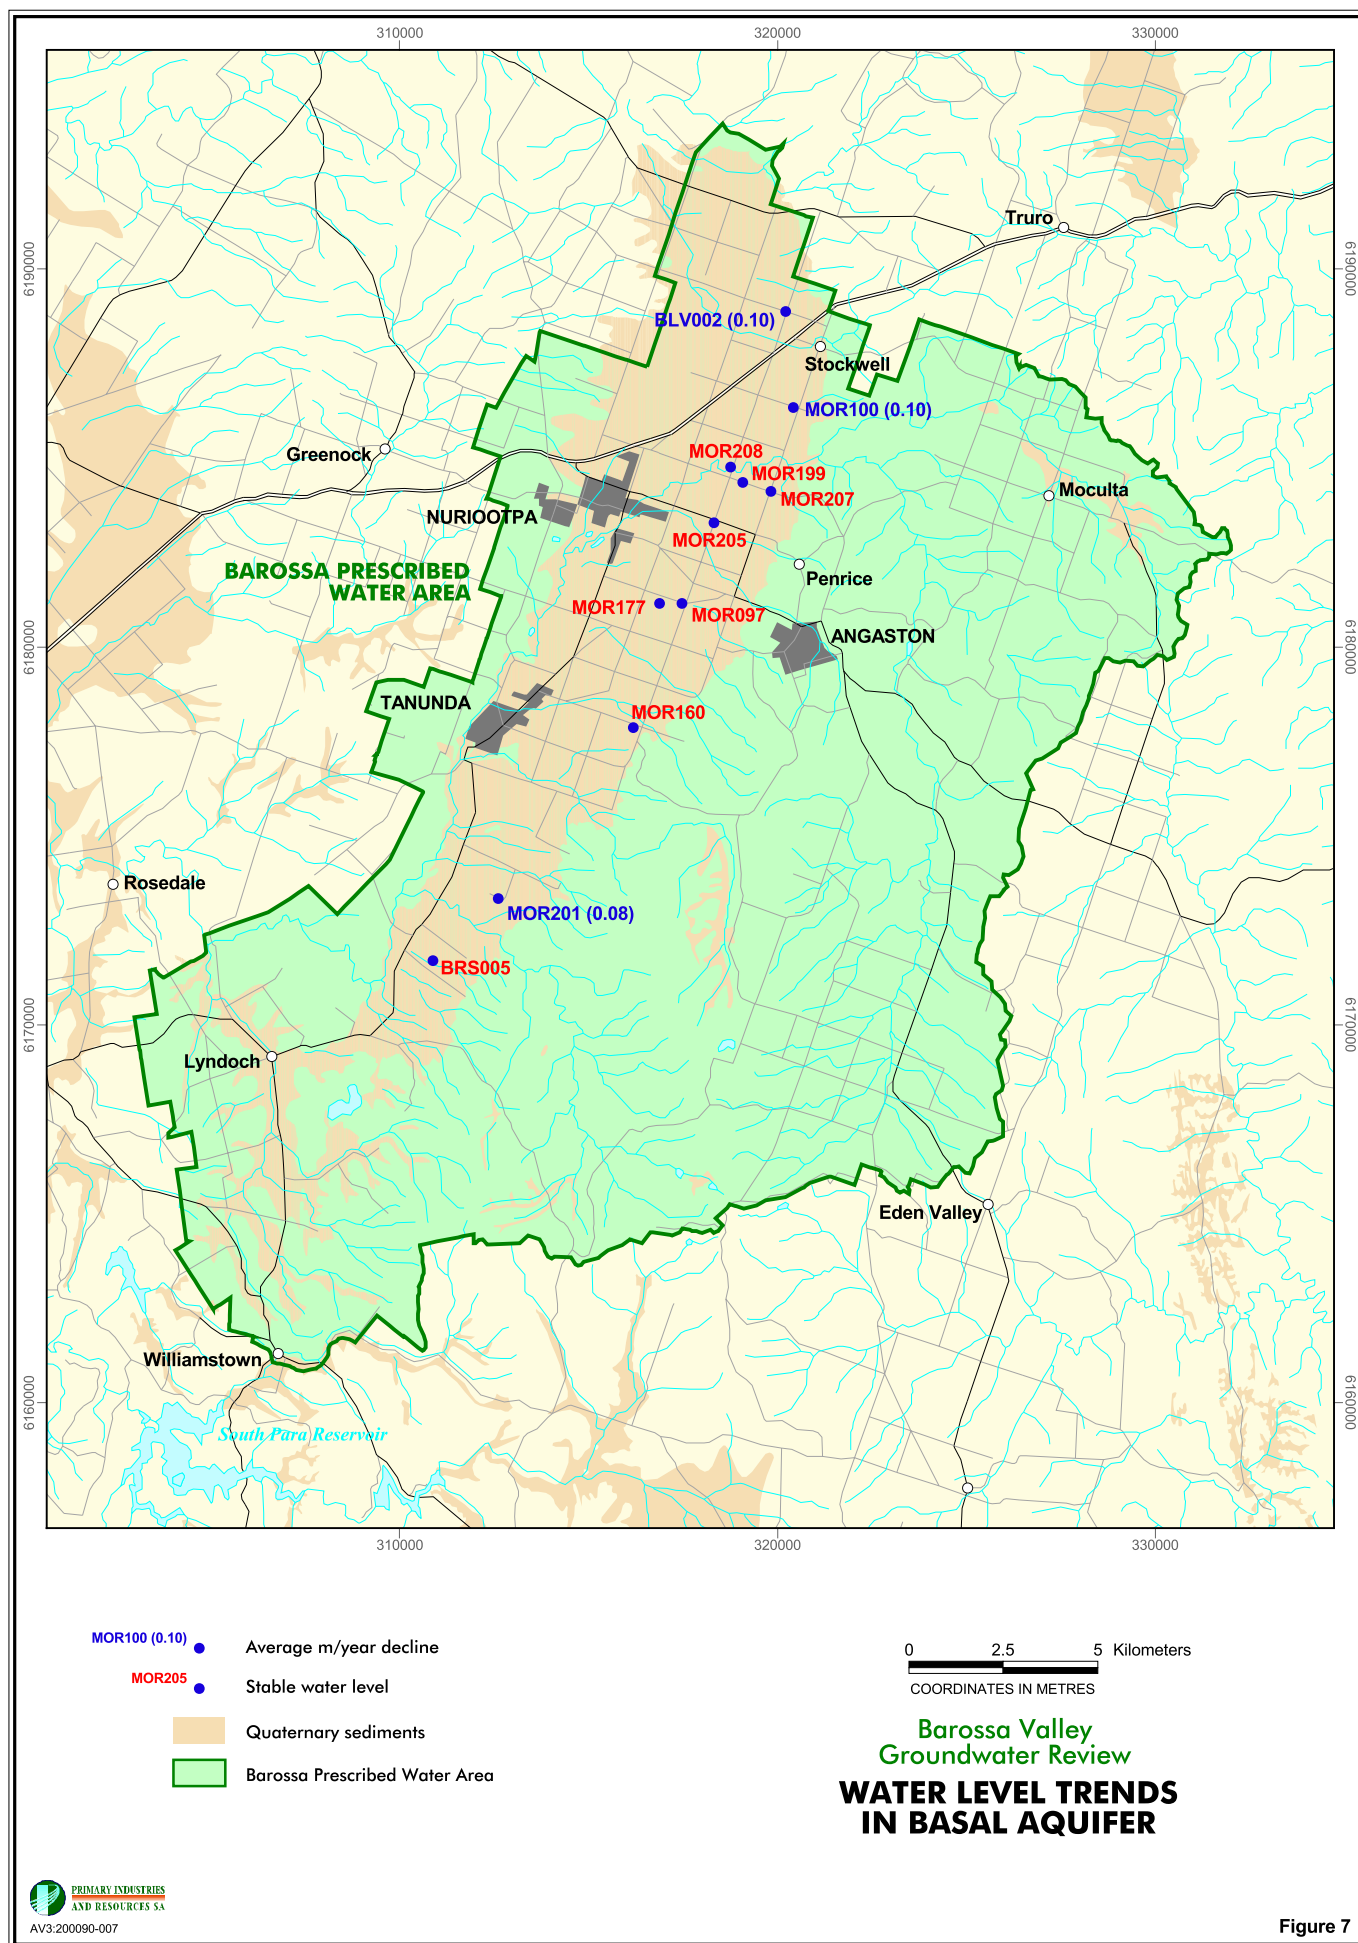 310000
320000
330000
Truro
6190000
6190000
BLV002 (0.10)
Stockwell
MOR100 (0.10)
Greenock
MOR208
MOR199
MOR207
Moculta
NURIOOTPA
MOR205
BAROSSA PRESCRIBED
WATER AREA
Penrice
MOR177
MOR097
ANGASTON
6180000
6180000
TANUNDA
MOR160
Rosedale
MOR201 (0.08)
BRS005
6170000
6170000
Lyndoch
Eden Valley
Williamstown
6160000
6160000
South Para Reservoir
310000
320000
330000
MOR100 (0.10)
Average m/year decline
MOR205
Stable water level
Quaternary sediments
Barossa Prescribed Water Area
0 2.5 5 Kilometers
COORDINATES IN METRES
Barossa Valley
Groundwater Review
WATER LEVEL TRENDS
IN BASAL AQUIFER
PRIMARY INDUSTRIES
AND RESOURCES SA
AV3:200090-007
Figure 7